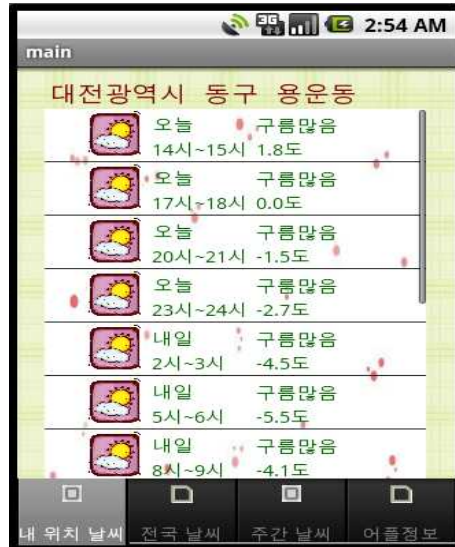 3G 2:54 AM
main
대전광역시 동구 용운동
오늘 구름많음
14시~15시 1.8도
오늘 구름많음
17시~18시 0.0도
오늘 구름많음
20시~21시 -1.5도
오늘 구름많음
23시~24시 -2.7도
내일 구름많음
2시~3시 -4.5도
내일 구름많음
5시~6시 -5.5도
내일 구름많음
8시~9시 -4.1도
내 위치 날씨 전국 날씨 주간 날씨 어플정보